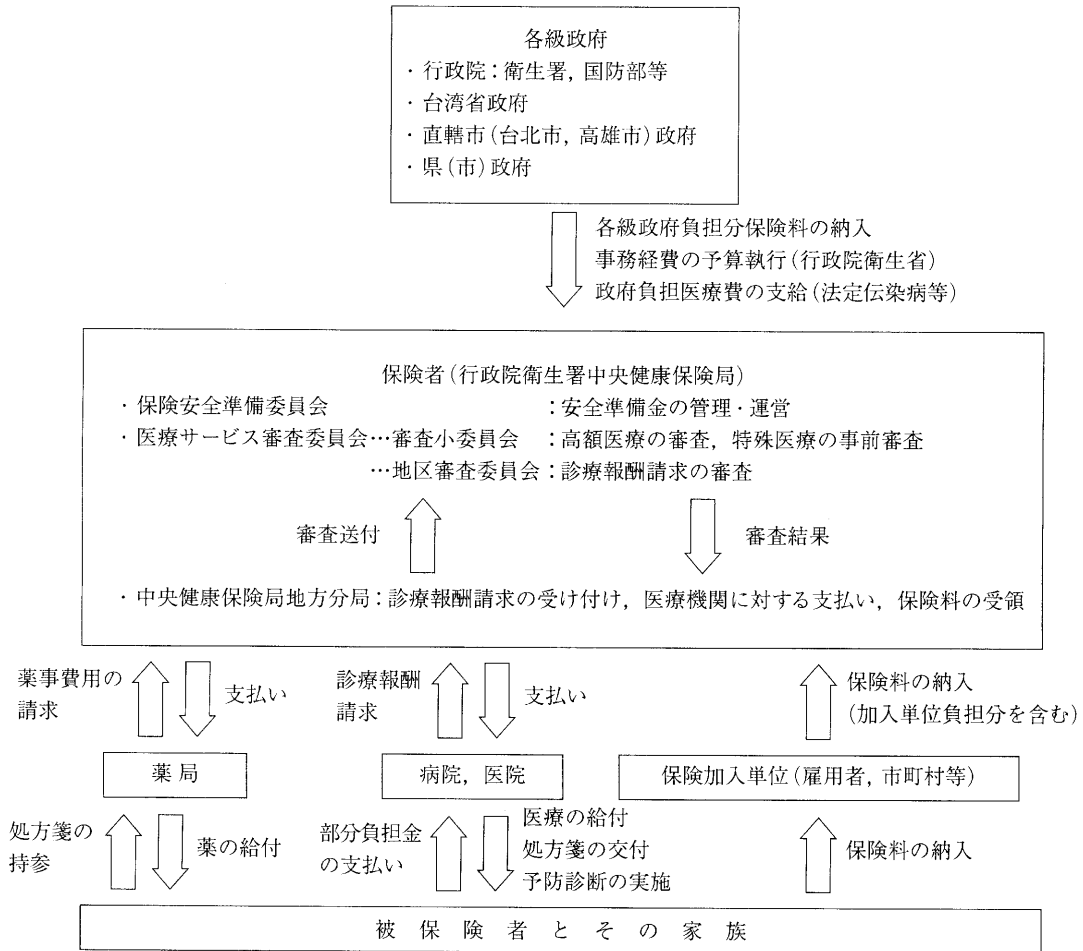 各級政府
・行政院：衛生署，国防部等
・台湾省政府
・直轄市(台北市，高雄市)政府
・県(市)政府
各級政府負担分保険料の納入
事務経費の予算執行(行政院衛生省)
政府負担医療費の支給(法定伝染病等)
保険者(行政院衛生署中央健康保険局)
・保険安全準備委員会　：安全準備金の管理・運営
・医療サービス審査委員会…審査小委員会　：高額医療の審査，特殊医療の事前審査
…地区審査委員会：診療報酬請求の審査
審査送付
審査結果
・中央健康保険局地方分局：診療報酬請求の受け付け，医療機関に対する支払い，保険料の受領
薬事費用の
請求
支払い
診療報酬
請求
支払い
保険料の納入
(加入単位負担分を含む)
薬局
病院，医院
保険加入単位(雇用者，市町村等)
処方箋の
持参
薬の給付
部分負担金
の支払い
医療の給付
処方箋の交付
予防診断の実施
保険料の納入
被保険者とその家族